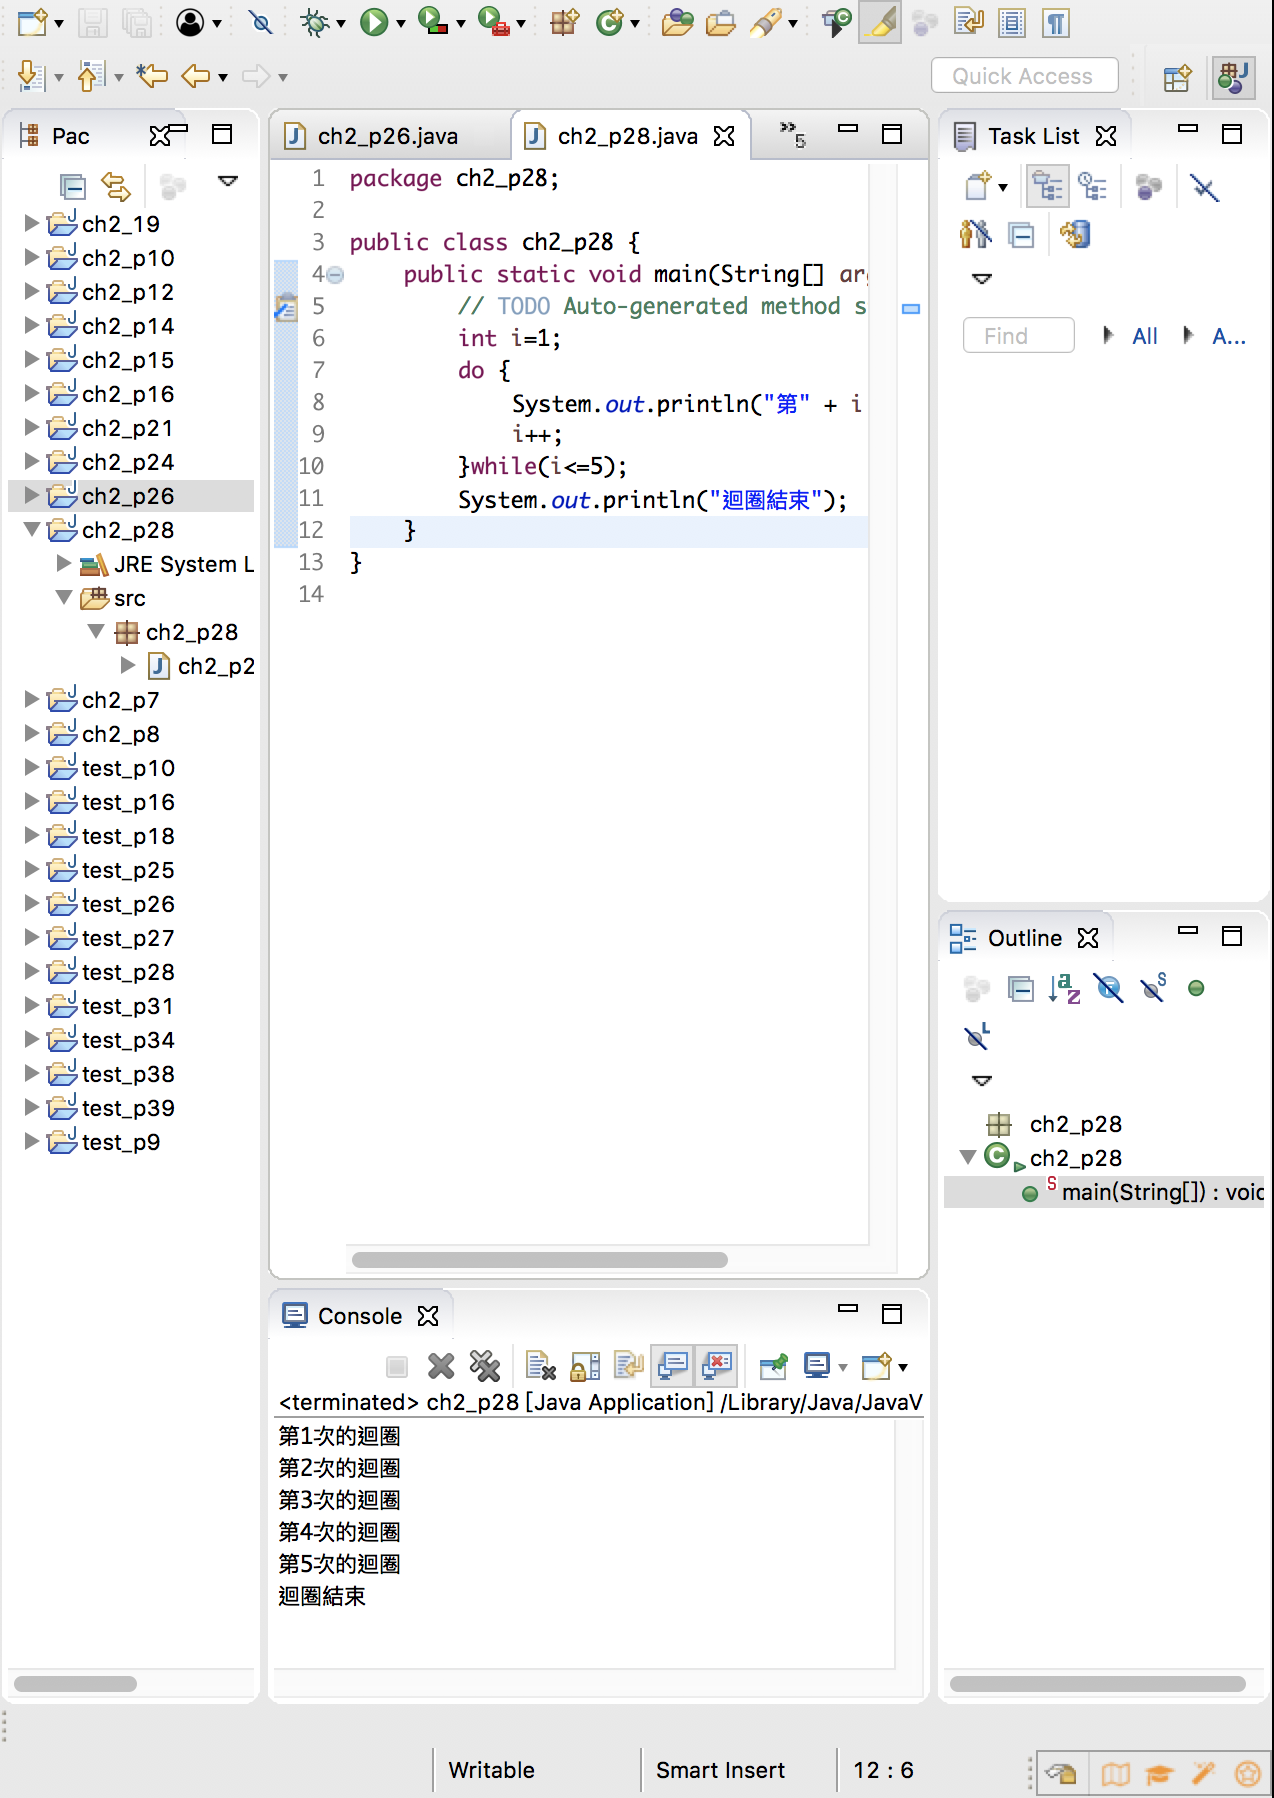 Quick Access
Pac
ch2_19
ch2_p10
ch2_p12
ch2_p14
ch2_p15
ch2_p16
ch2_p21
ch2_p24
ch2_p26
ch2_p28
JRE System L
src
ch2_p28
ch2_p2
ch2_p7
ch2_p8
test_p10
test_p16
test_p18
test_p25
test_p26
test_p27
test_p28
test_p31
test_p34
test_p38
test_p39
test_p9
ch2_p26.java
ch2_p28.java
5
1 package ch2_p28;
2
3 public class ch2_p28 {
4 public static void main(String[] arg
5 // TODO Auto-generated method s
6 int i=1;
7 do {
8 System.out.println("第" + i
9 i++;
10 }while(i<=5);
11 System.out.println("迴圈結束");
12 }
13 }
14
Console
<terminated> ch2_p28 [Java Application] /Library/Java/JavaV
第1次的迴圈
第2次的迴圈
第3次的迴圈
第4次的迴圈
第5次的迴圈
迴圈結束
Task List
Find
All
A...
Outline
ch2_p28
ch2_p28
main(String[]) : void
Writable
Smart Insert
12 : 6